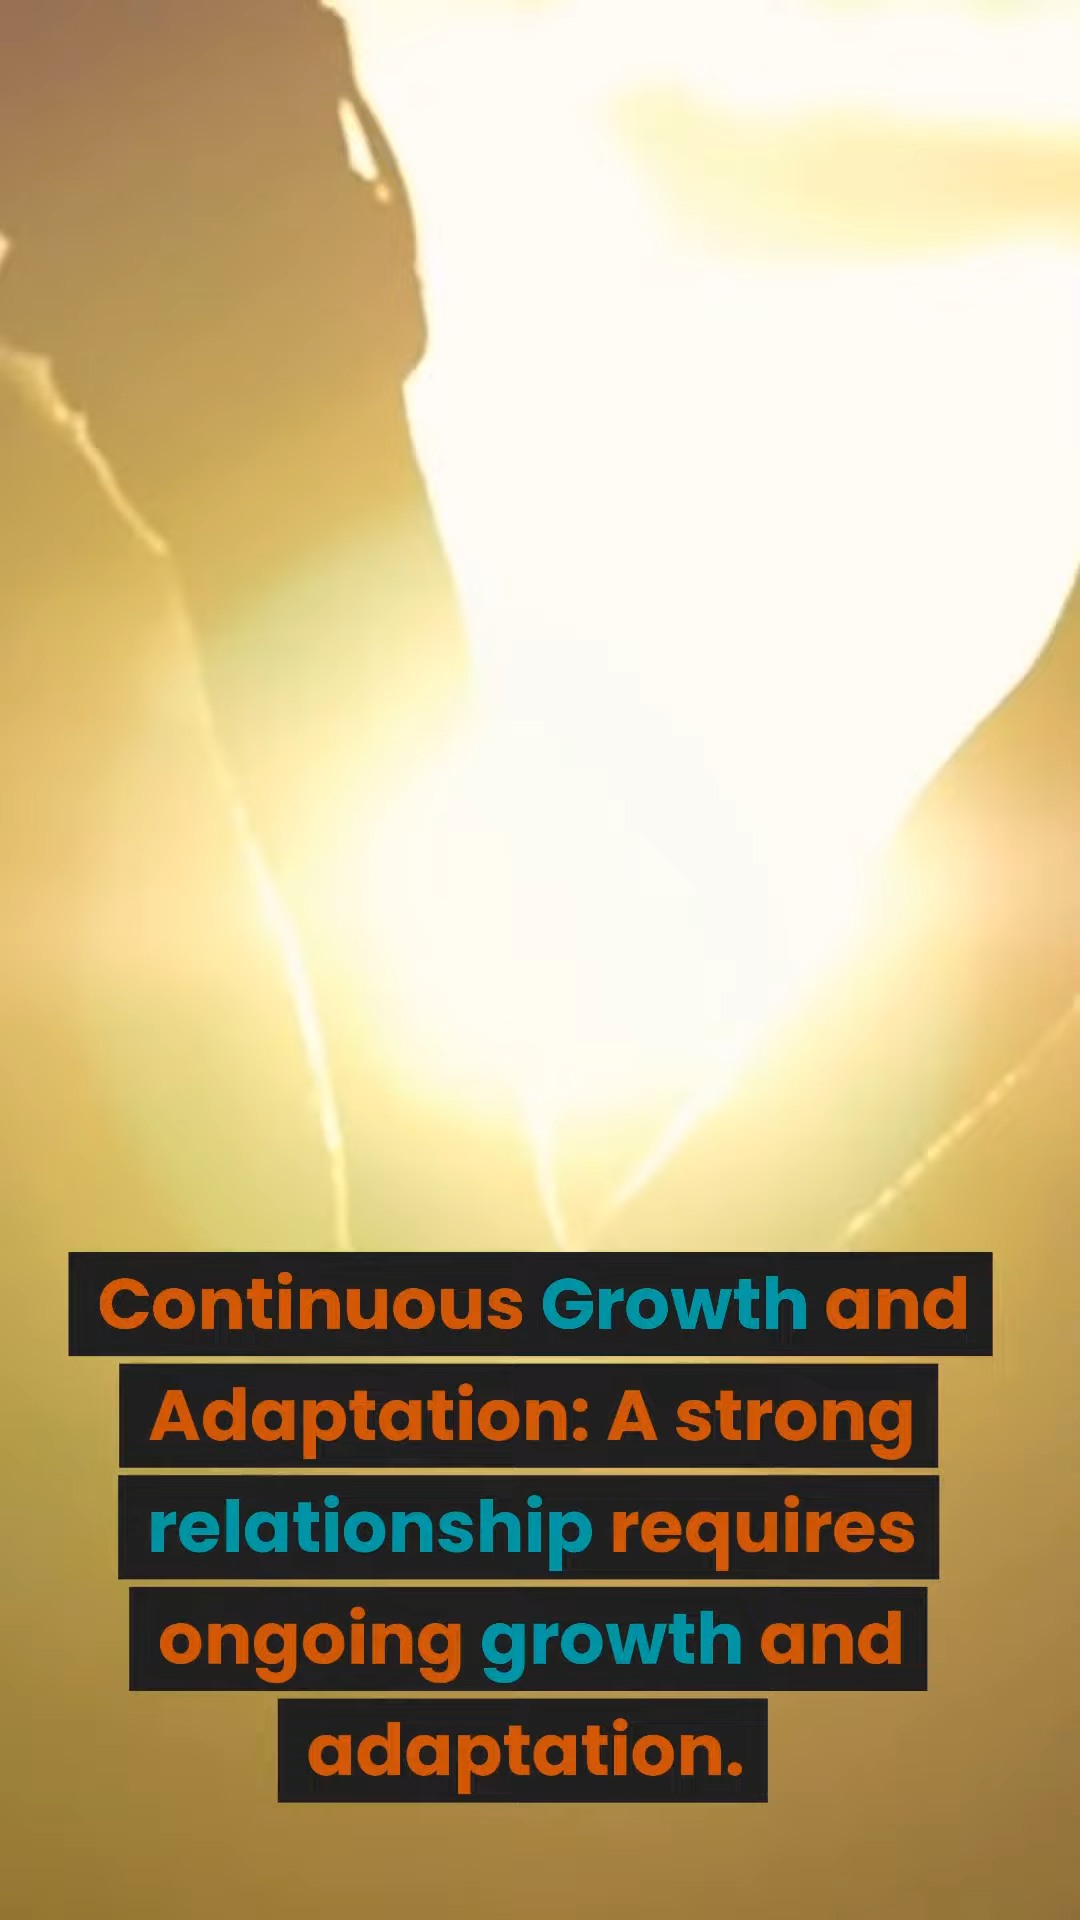 Continuous Growth and
Adaptation: A strong
relationship requires
ongoing growth and
adaptation.